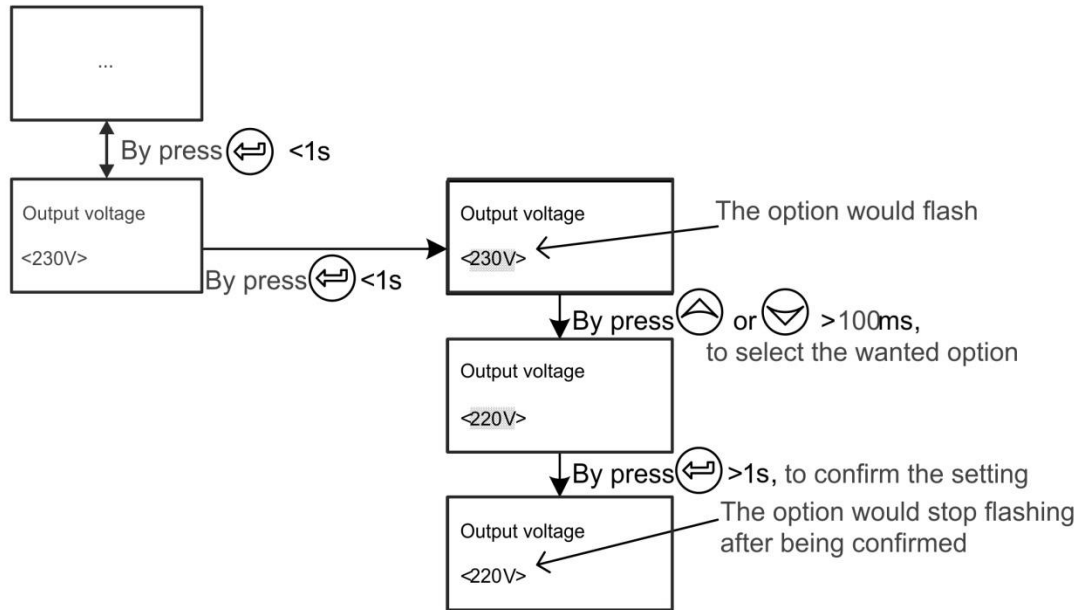 ...
By press <1s
Output voltage
<230V>
By press <1s
Output voltage
<230V>
The option would flash
By press or >100ms,
to select the wanted option
Output voltage
<220V>
By press >1s, to confirm the setting
Output voltage
<220V>
The option would stop flashing
after being confirmed